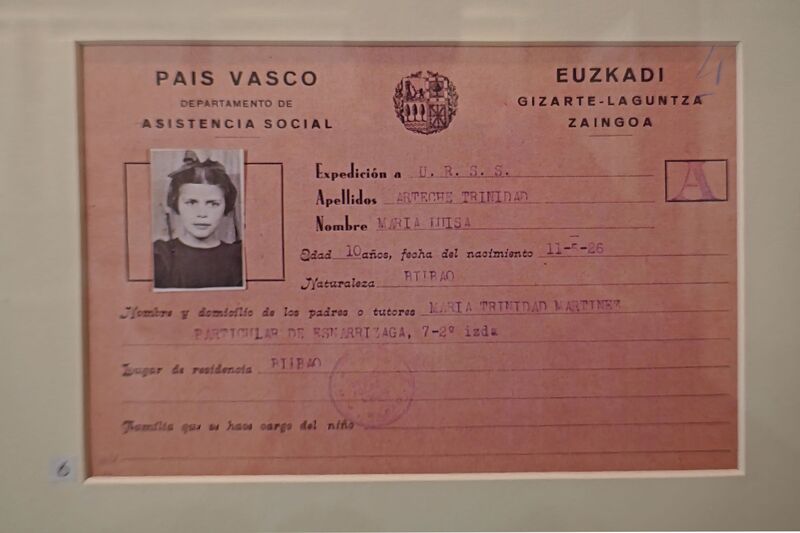 PAIS VASCO
DEPARTAMENTO DE
ASISTENCIA SOCIAL
EUZKADI
GIZARTE-LAGUNTZA
ZAINGOA
4
Expedición a U. R. S. S.
A
Apellidos ARTECHE TRINIDAD
Nombre MARIA LUISA
Edad 10 años, fecha del nacimiento 11-5-26
Naturaleza BILBAO
Nombre y domicilio de los padres o tutores MARIA TRINIDAD MARTINEZ
PARTICULAR DE ESNARRIZAGA, 7-2º izda
Lugar de residencia BILBAO
Familia que se hace cargo del niño
6